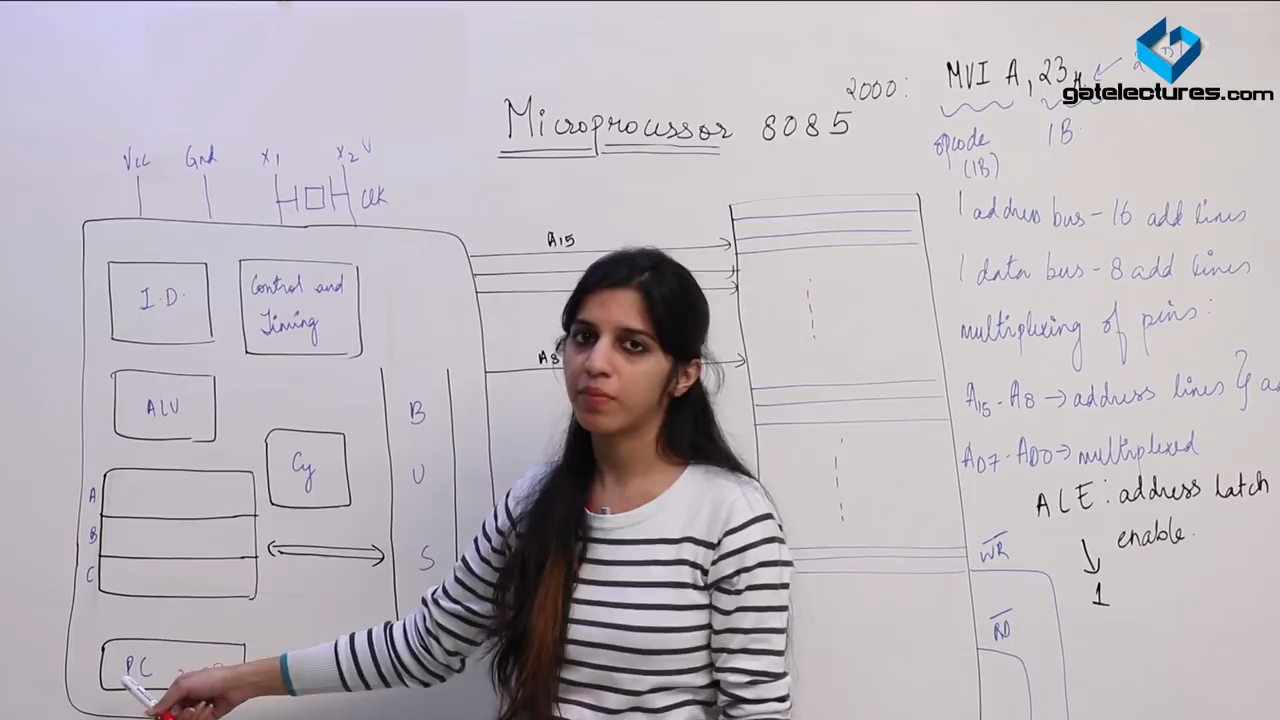 gatelectures.com
Microprocessor 8085
2000:
MVI A, 23H
opcode
(1B)
1B
Vcc
Gnd
X1
X2
Clk
I.D.
Control and
Timing
ALU
Cy
A
B
C
PC
B
U
S
A15
A8
1 address bus - 16 add lines
1 data bus - 8 add lines
multiplexing of pins:
A15 - A8 → address lines }
AD7 - AD0 → multiplexed
ALE : address latch
enable.
1
WR
RD